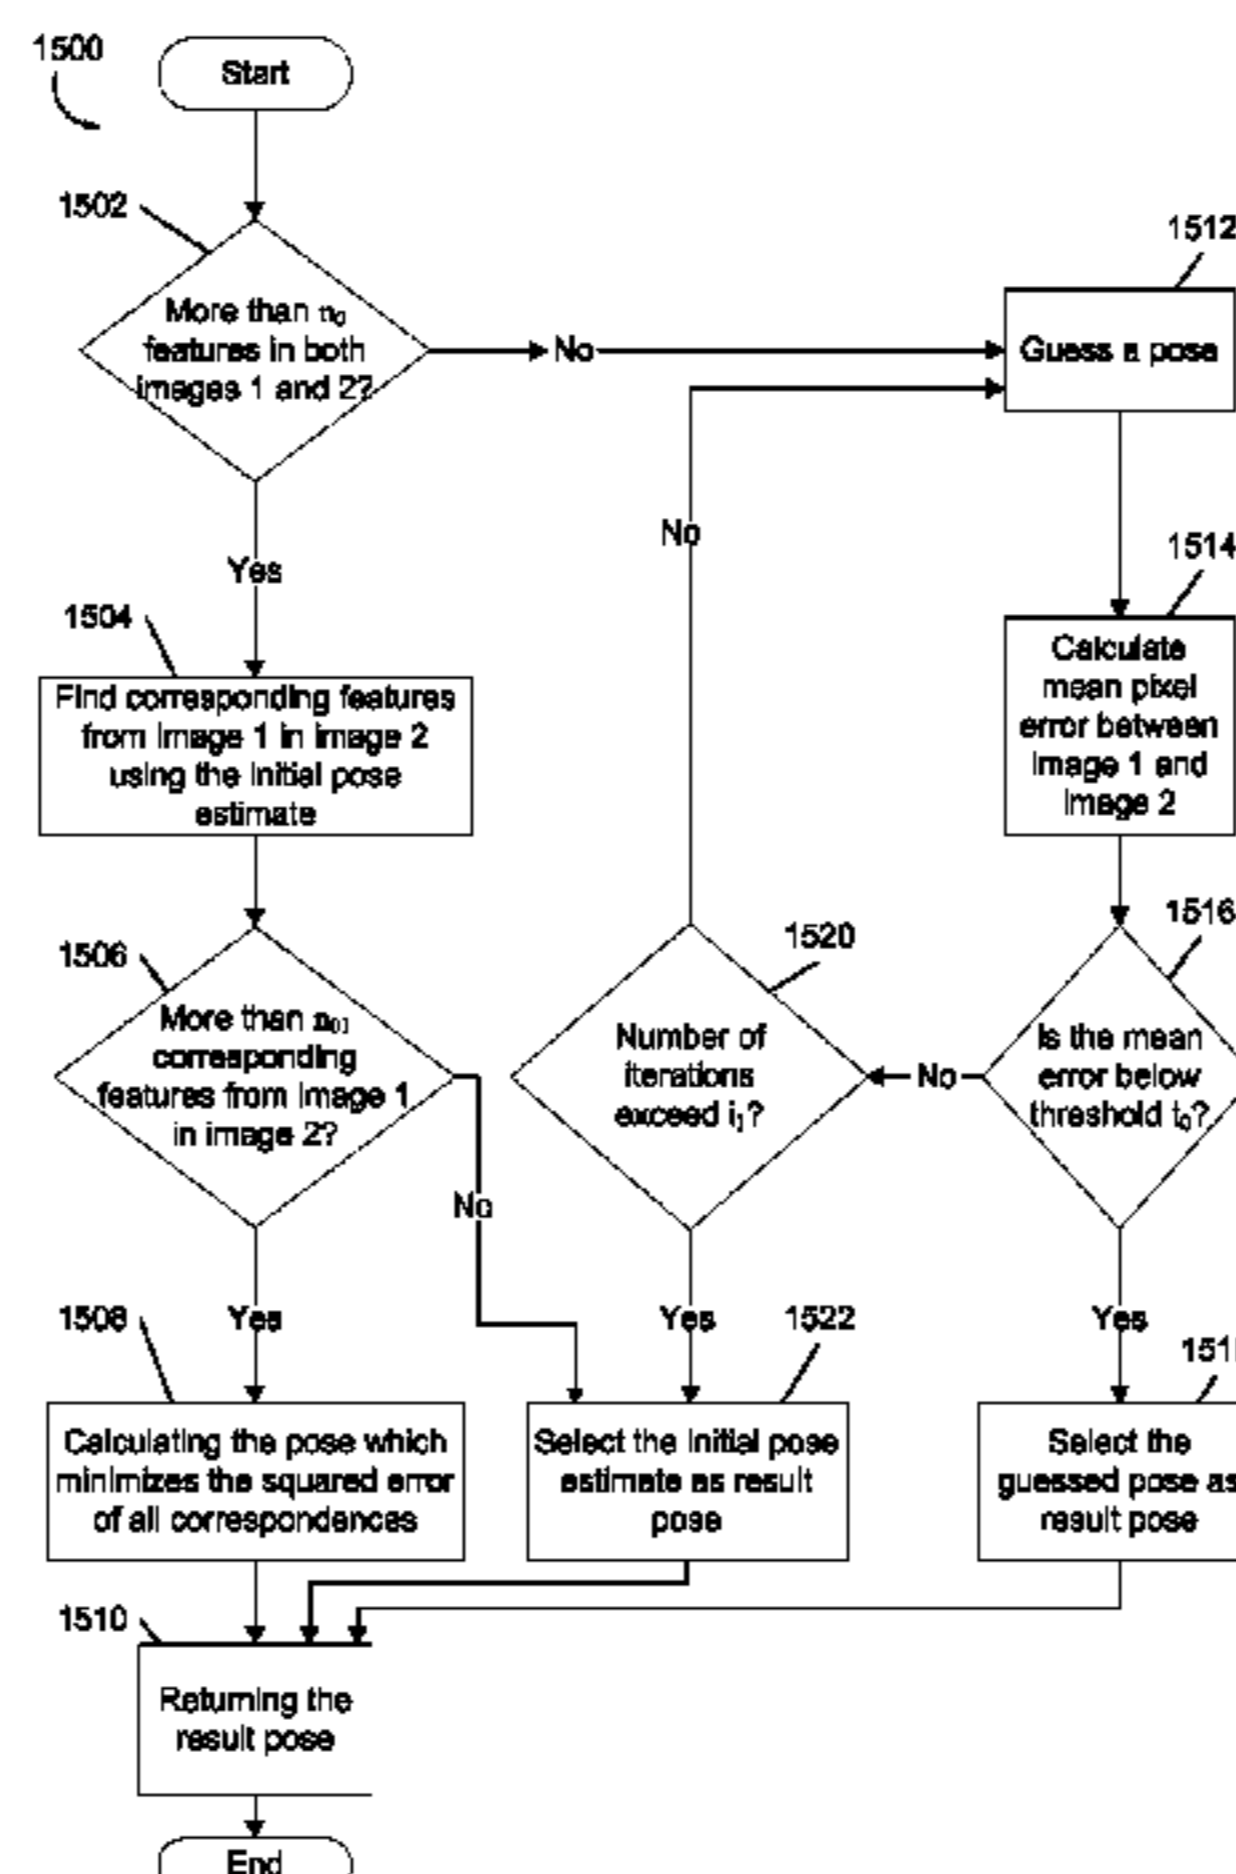 1500
Start
1502
More than n₀
features in both
images 1 and 2?
No
1512
Guess a pose
Yes
No
1514
Calculate
mean pixel
error between
image 1 and
image 2
1504
Find corresponding features
from image 1 in image 2
using the initial pose
estimate
1506
More than n₀₁
corresponding
features from image 1
in image 2?
1520
Number of
iterations
exceed i₁?
No
1516
Is the mean
error below
threshold t₀?
No
Yes
Yes
Yes
1508
Calculating the pose which
minimizes the squared error
of all correspondences
1522
Select the initial pose
estimate as result
pose
151
Select the
guessed pose as
result pose
1510
Returning the
result pose
End